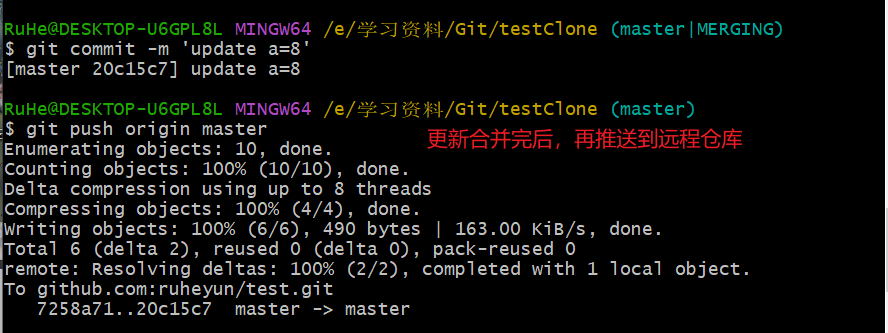 RuHe@DESKTOP-U6GPL8L MINGW64 /e/学习资料/Git/testClone (master|MERGING)
$ git commit -m 'update a=8'
[master 20c15c7] update a=8
RuHe@DESKTOP-U6GPL8L MINGW64 /e/学习资料/Git/testClone (master)
$ git push origin master
更新合并完后，再推送到远程仓库
Enumerating objects: 10, done.
Counting objects: 100% (10/10), done.
Delta compression using up to 8 threads
Compressing objects: 100% (4/4), done.
Writing objects: 100% (6/6), 490 bytes | 163.00 KiB/s, done.
Total 6 (delta 2), reused 0 (delta 0), pack-reused 0
remote: Resolving deltas: 100% (2/2), completed with 1 local object.
To github.com:ruheyun/test.git
   7258a71..20c15c7  master -> master